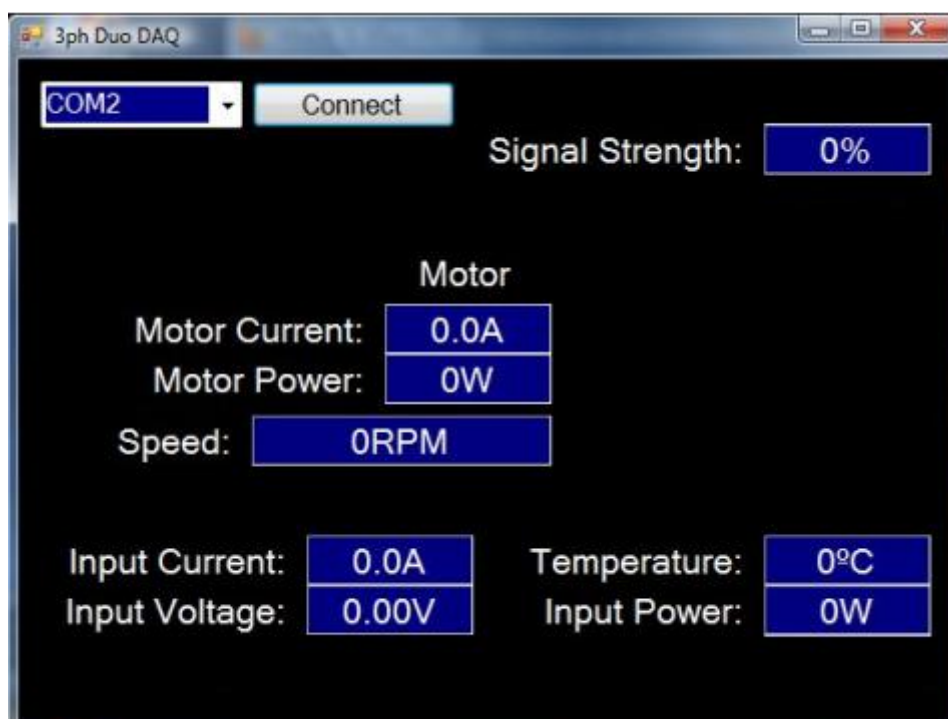 3ph Duo DAQ
COM2 Connect
Signal Strength: 0%
Motor
Motor Current: 0.0A
Motor Power: 0W
Speed: 0RPM
Input Current: 0.0A Temperature: 0ºC
Input Voltage: 0.00V Input Power: 0W